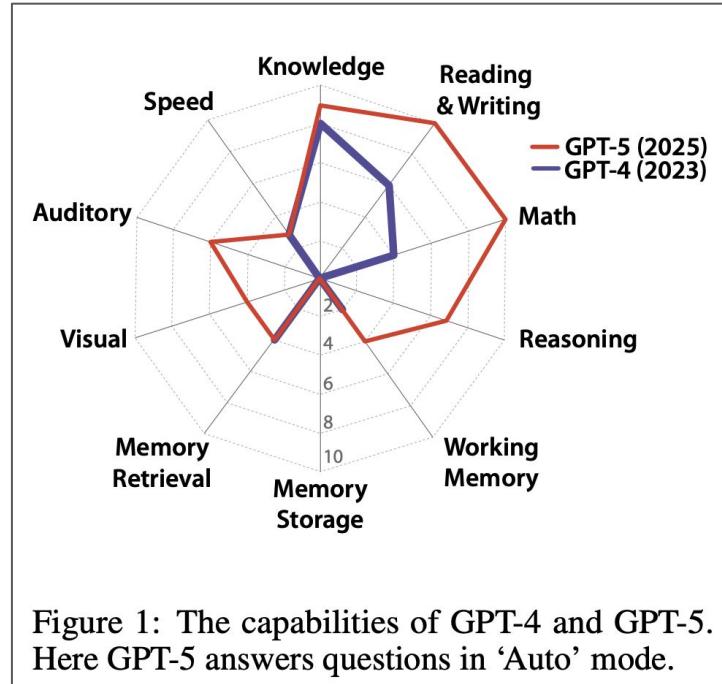 Knowledge
Reading
& Writing
Speed
GPT-5 (2025)
GPT-4 (2023)
Auditory
Math
2
Visual
Reasoning
4
6
8
Memory
Retrieval
10
Working
Memory
Memory
Storage
Figure 1: The capabilities of GPT-4 and GPT-5.
Here GPT-5 answers questions in ‘Auto’ mode.